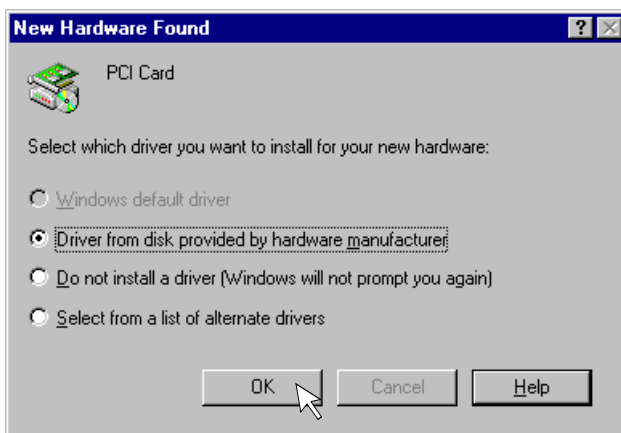 New Hardware Found
PCI Card
Select which driver you want to install for your new hardware:
Windows default driver
Driver from disk provided by hardware manufacturer
Do not install a driver (Windows will not prompt you again)
Select from a list of alternate drivers
OK Cancel Help